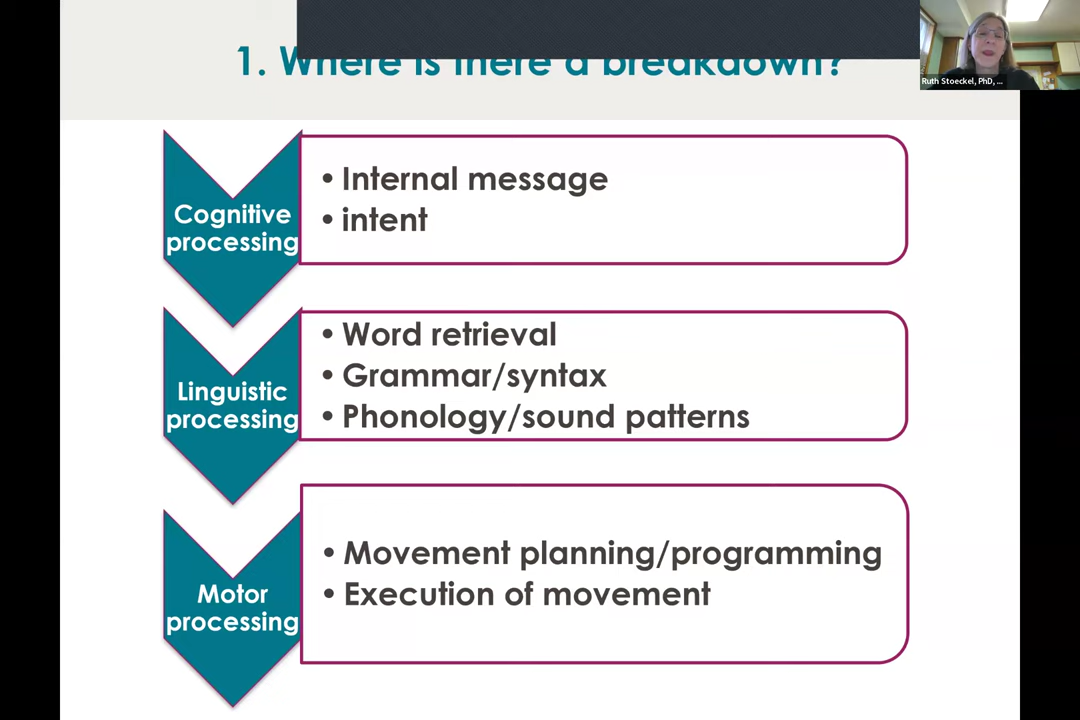 1. Where is there a breakdown?
Ruth Stoeckel, PhD, ...
Cognitive
processing
• Internal message
• intent
Linguistic
processing
• Word retrieval
• Grammar/syntax
• Phonology/sound patterns
Motor
processing
• Movement planning/programming
• Execution of movement